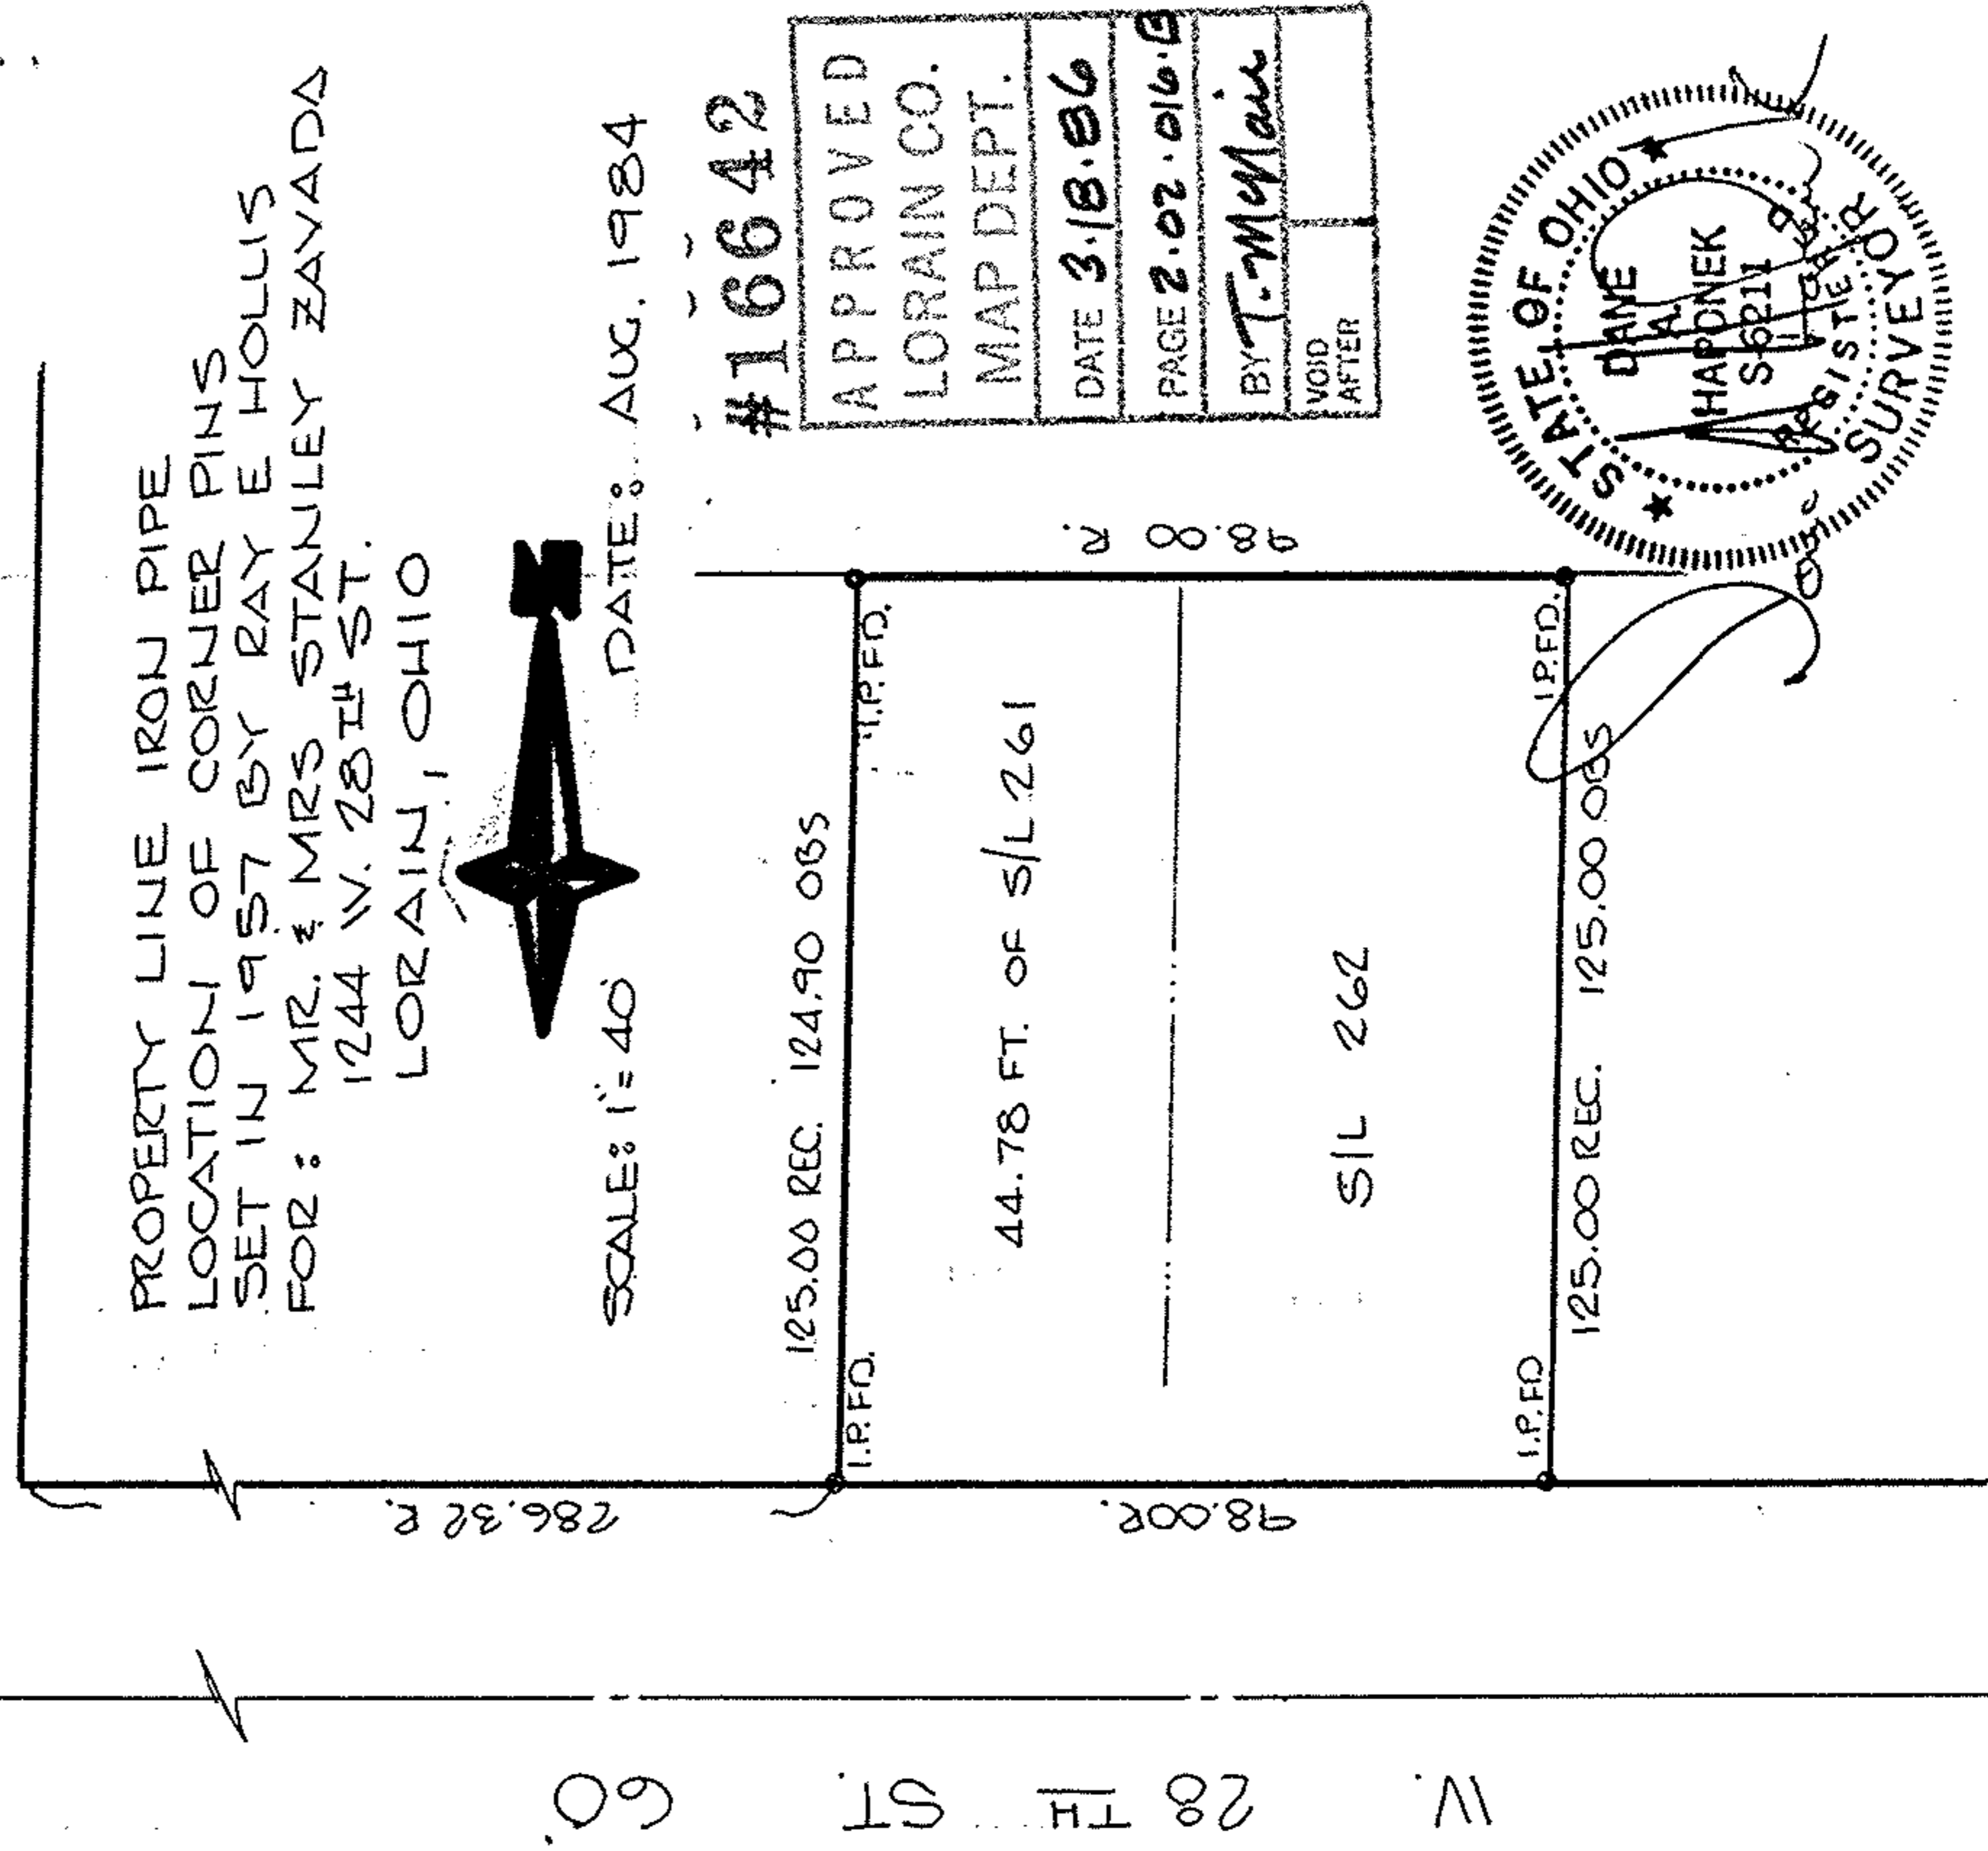 PROPERTY LINE IRON PIPE
LOCATION OF CORNER PINS
SET IN 1957 BY RAY E HOLLIS
FOR: MR. & MRS STANLEY ZAVADA
1244 W. 28TH ST.
LORAIN, OHIO
N
SCALE: 1"=40'
DATE: AUG. 1984
#16642
APPROVED
LORAIN CO.
MAP DEPT.
DATE 3.18.86
PAGE 2.02.016.E
BY T. McNair
VOID
AFTER
125.00 REC. 124.90 OBS
I.P.FD.
I.P.FD.
44.78 FT. OF S/L 261
S/L 262
I.P.FD
I.P.FD.
125.00 REC. 125.00 OBS
98.00 R.
98.00R.
286.32 R.
W. 28TH ST. 60'
STATE OF OHIO
DANE
A.
HAPONEK
S-6211
SURVEYOR